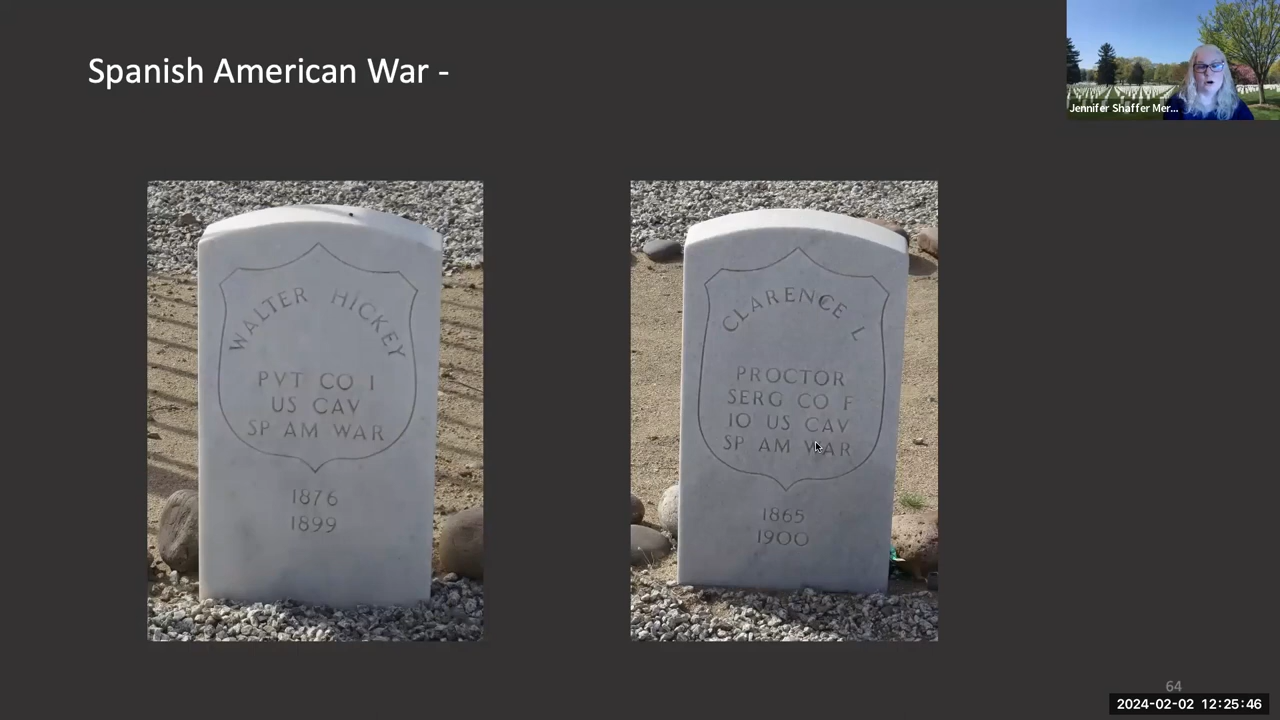 Spanish American War -
Jennifer Shaffer Mer...
WALTER HICKEY
PVT CO I
US CAV
SP AM WAR
1876
1899
CLARENCE L
PROCTOR
SERG CO F
10 US CAV
SP AM WAR
1865
1900
64
2024-02-02 12:25:46